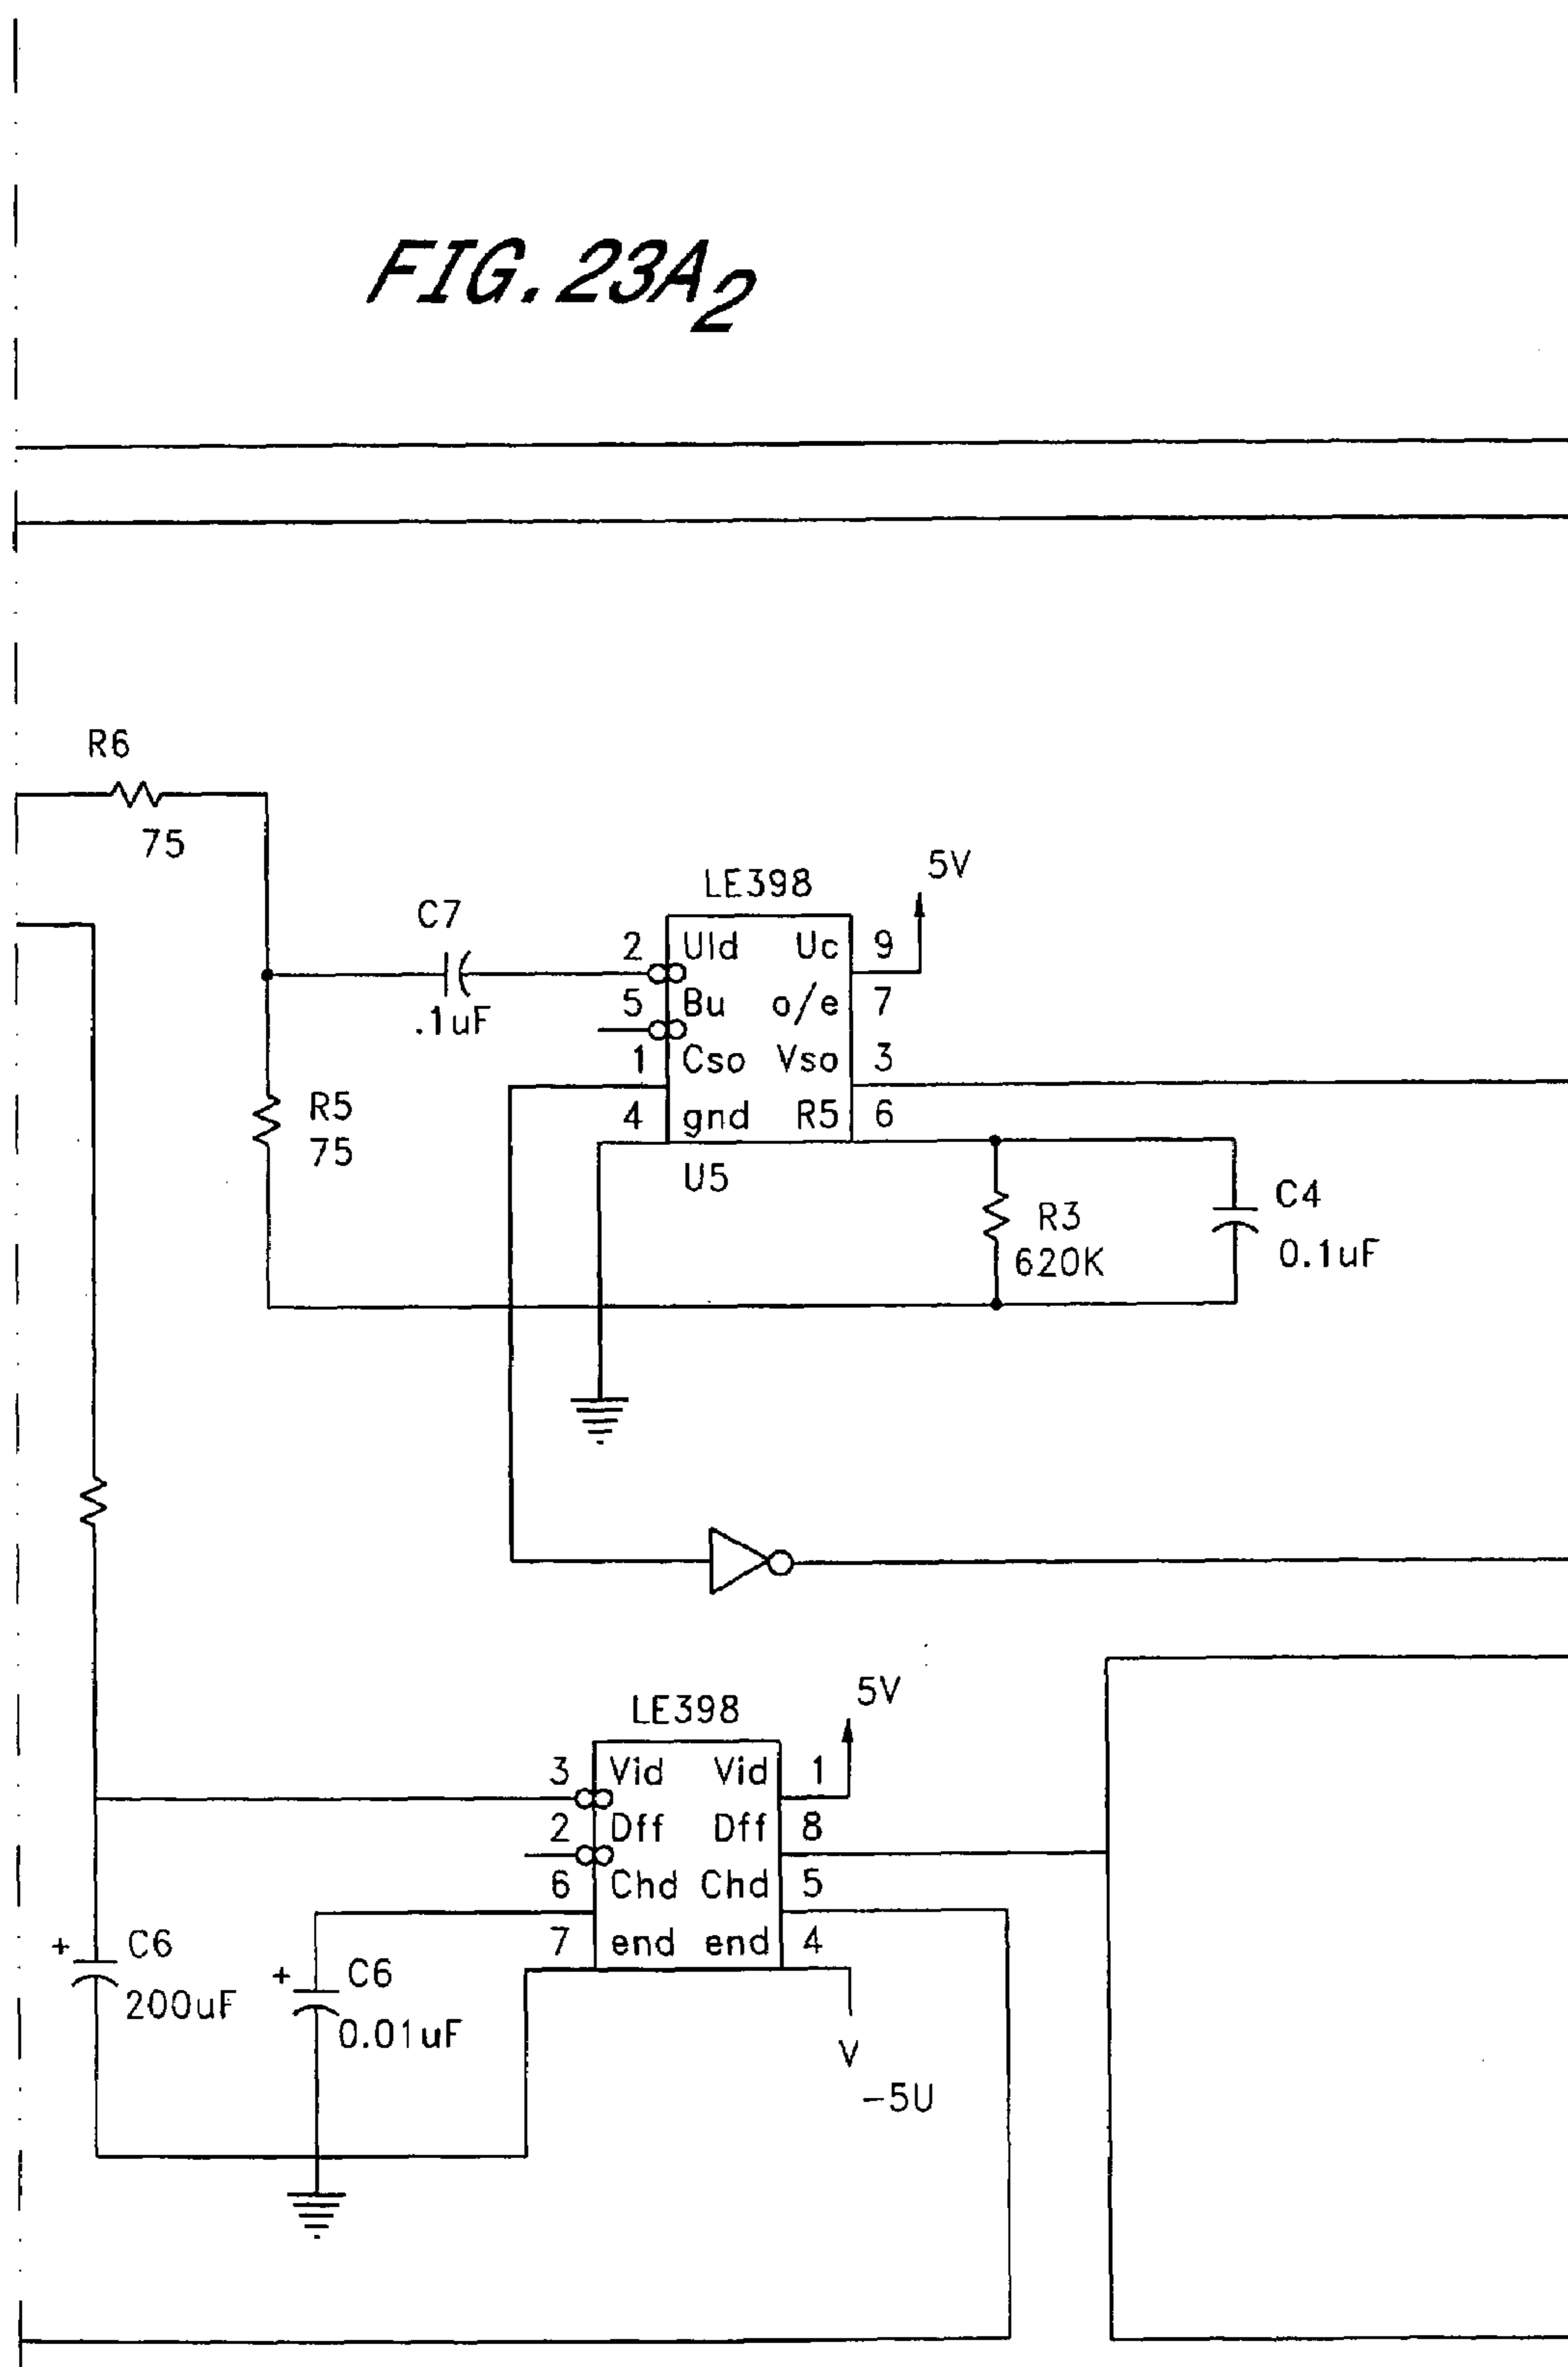 FIG. 23A2
R6
75
C7
.1uF
LE398
5V
2 Uld Uc 9
5 Bu o/e 7
1 Cso Vso 3
4 gnd R5 6
U5
R5
75
R3
620K
C4
0.1uF
LE398
5V
3 Vid Vid 1
2 Dff Dff 8
6 Chd Chd 5
7 end end 4
+ C6
200uF
+ C6
0.01uF
V
-5U